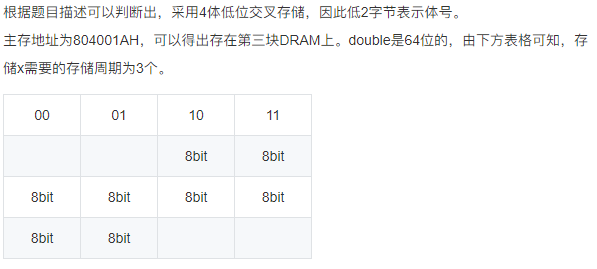 根据题目描述可以判断出，采用4体低位交叉存储，因此低2字节表示体号。
主存地址为804001AH，可以得出存在第三块DRAM上。double是64位的，由下方表格可知，存
储x需要的存储周期为3个。
00 01 10 11
8bit 8bit
8bit 8bit 8bit 8bit
8bit 8bit